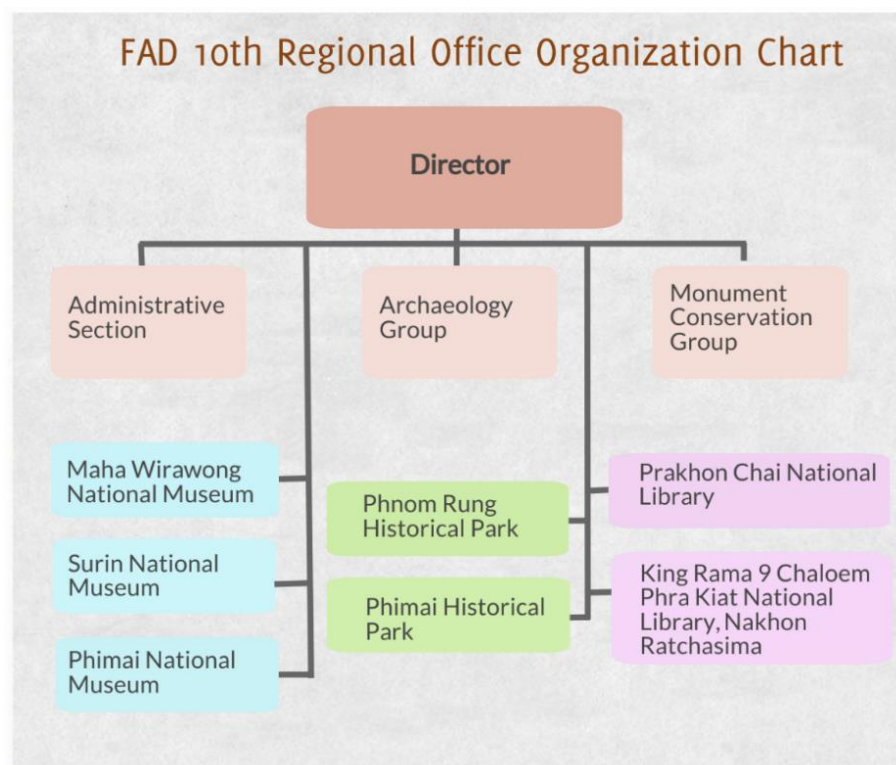 FAD 10th Regional Office Organization Chart
Director
Administrative
Section
Archaeology
Group
Monument
Conservation
Group
Maha Wirawong
National Museum
Surin National
Museum
Phimai National
Museum
Phnom Rung
Historical Park
Phimai Historical
Park
Prakhon Chai National
Library
King Rama 9 Chaloem
Phra Kiat National
Library, Nakhon
Ratchasima